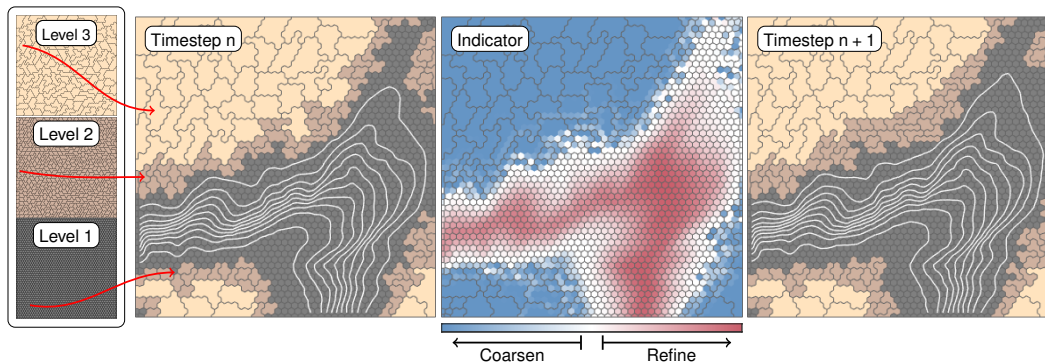 Level 3
Level 2
Level 1
Timestep n
Indicator
Timestep n + 1
Coarsen
Refine